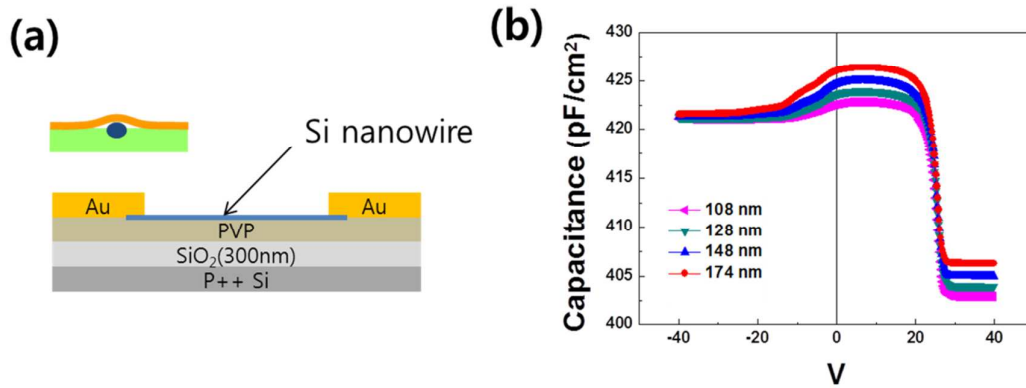 (a)
Si nanowire
Au
Au
PVP
SiO₂(300nm)
P++ Si
(b)
Capacitance (pF/cm²)
430
425
420
415
410
405
400
108 nm
128 nm
148 nm
174 nm
-40
-20
0
20
40
V